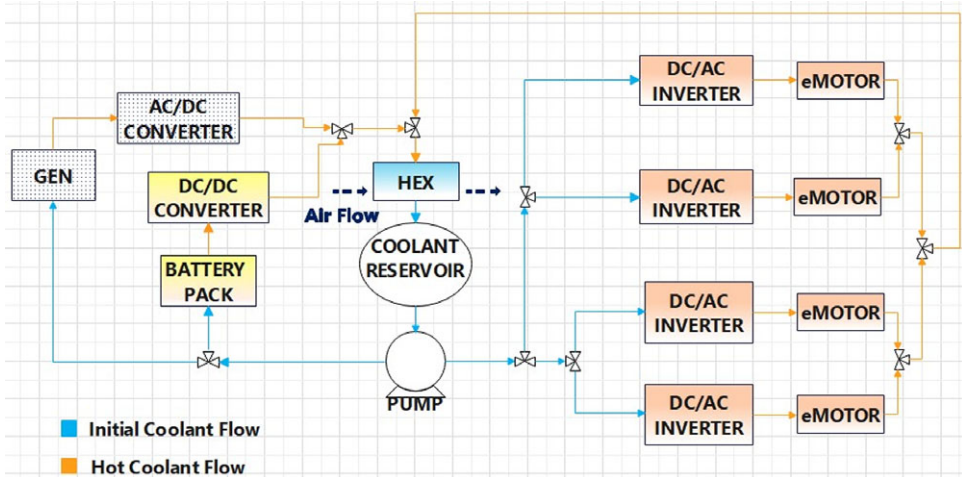 AC/DC
CONVERTER
GEN
DC/DC
CONVERTER
BATTERY
PACK
HEX
Air Flow
COOLANT
RESERVOIR
PUMP
DC/AC
INVERTER
eMOTOR
DC/AC
INVERTER
eMOTOR
DC/AC
INVERTER
eMOTOR
DC/AC
INVERTER
eMOTOR
Initial Coolant Flow
Hot Coolant Flow